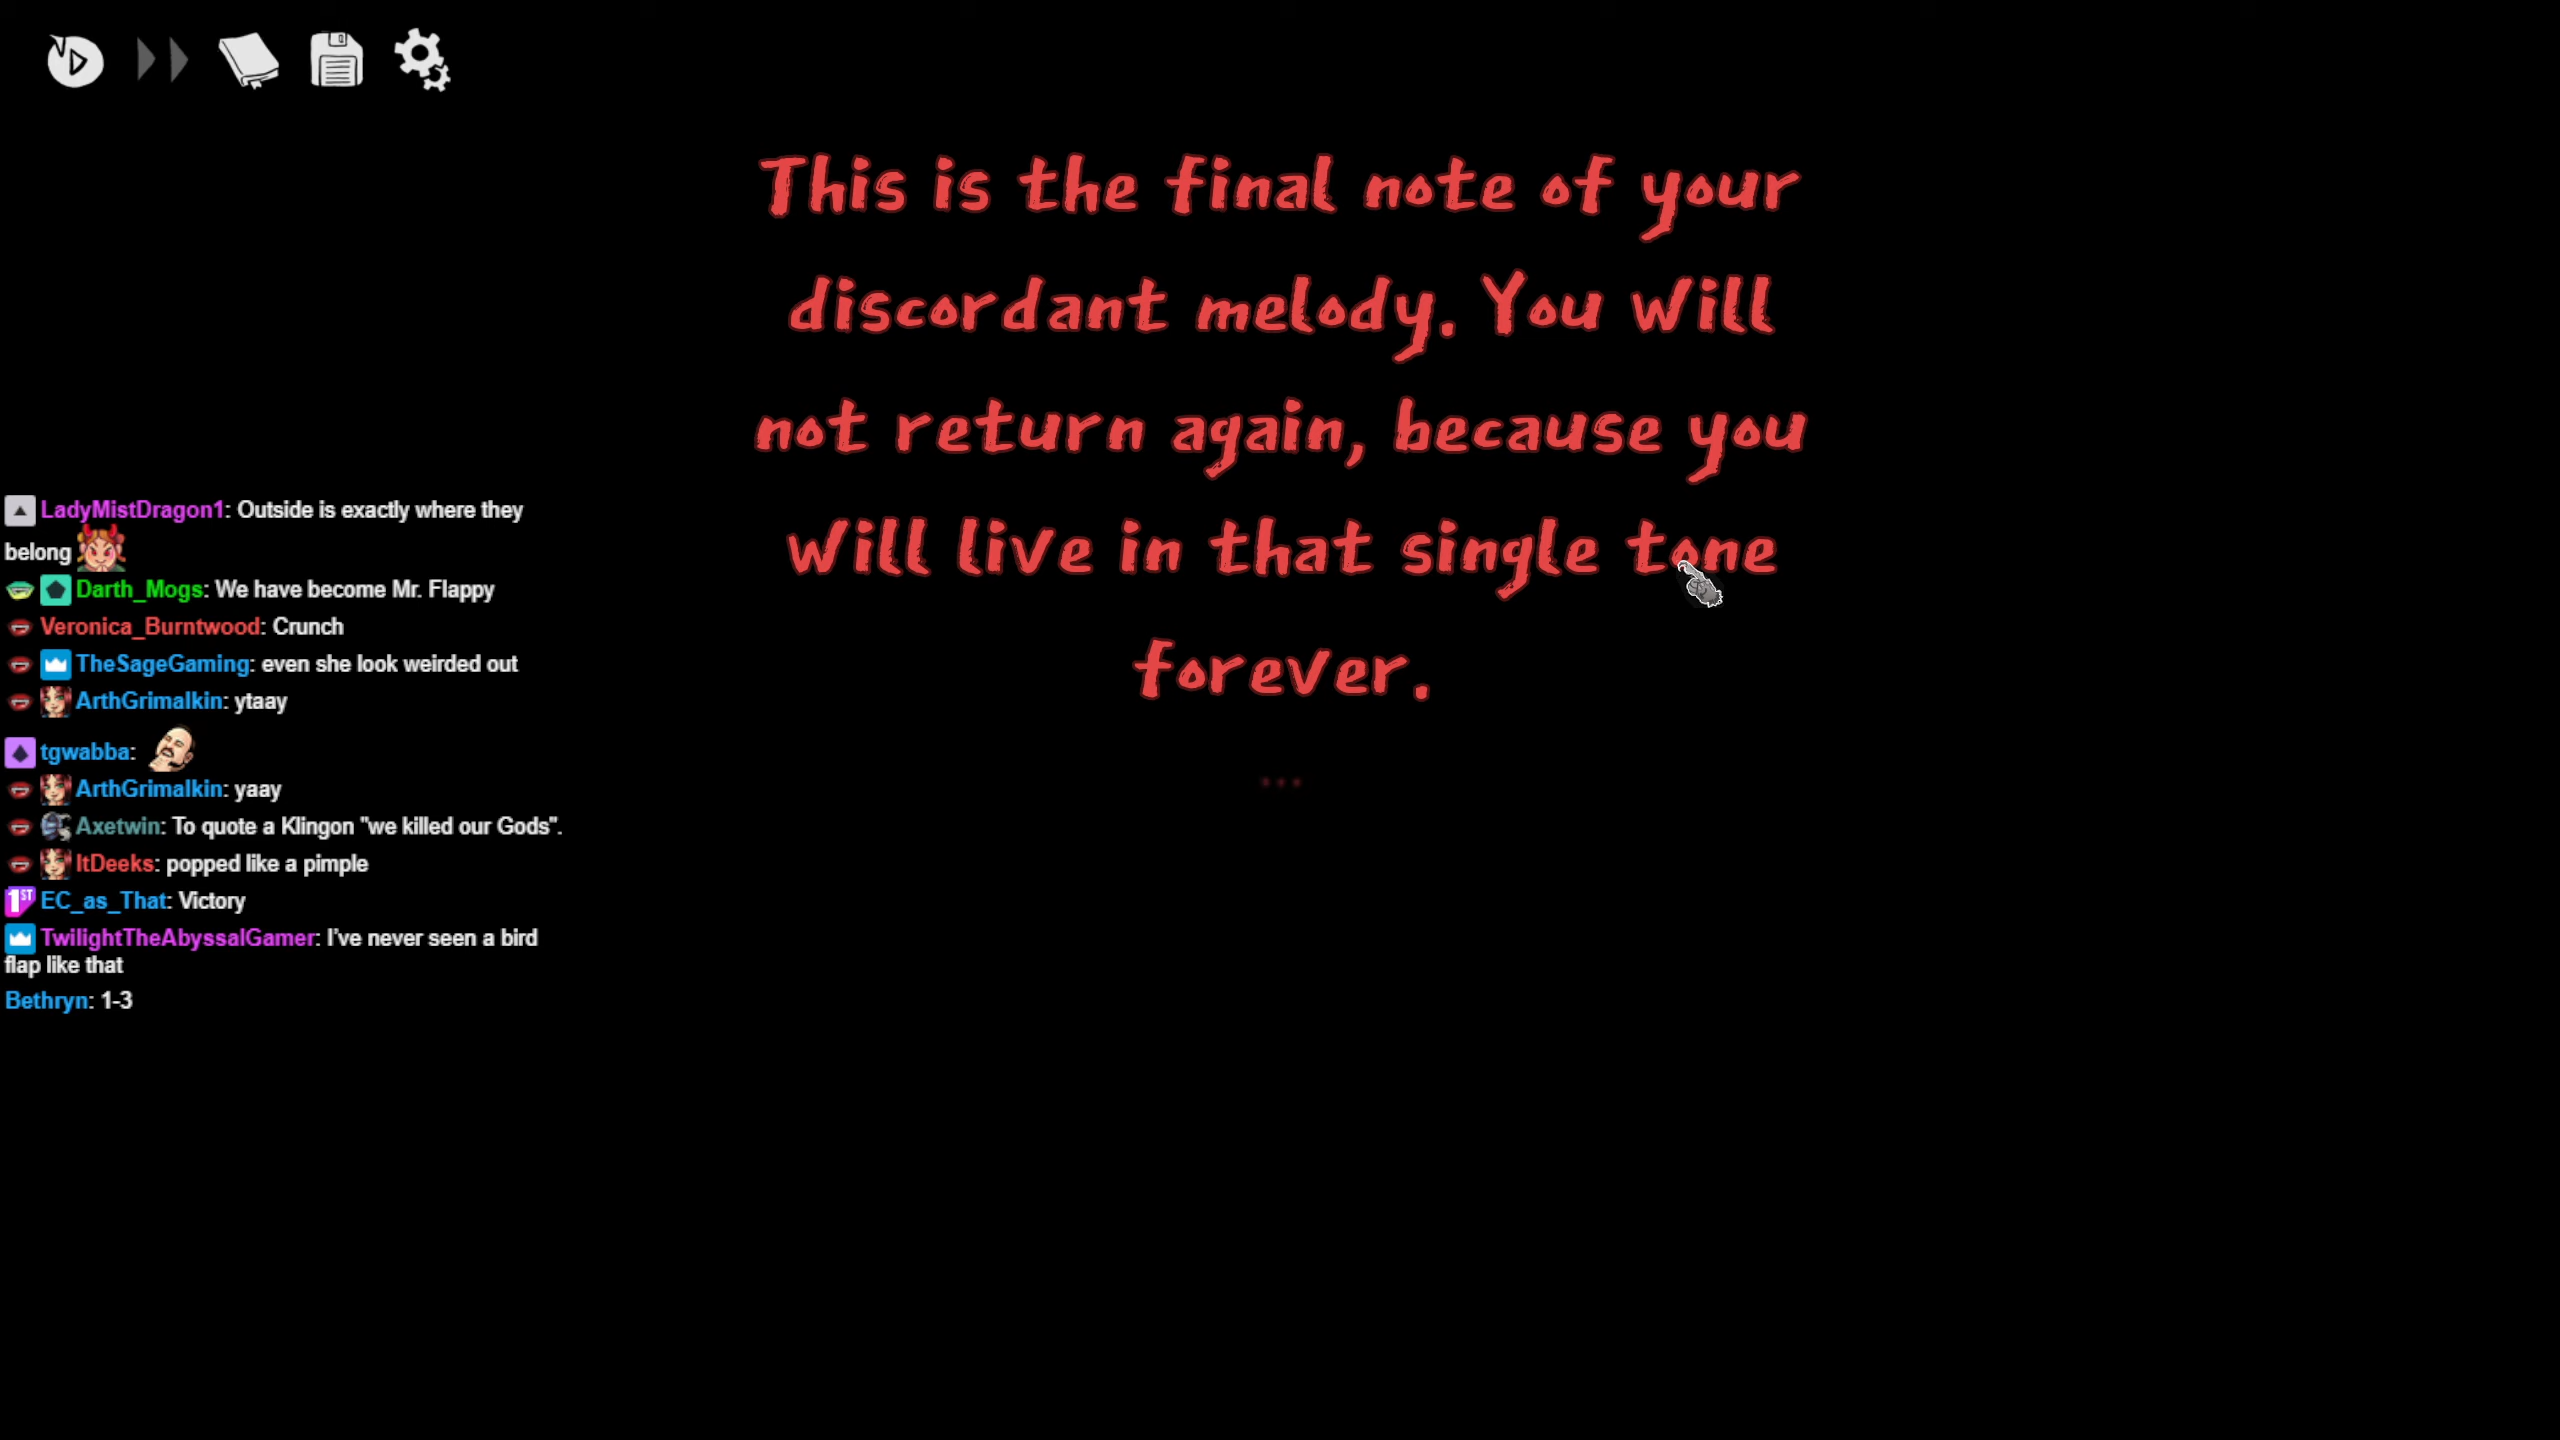 This is the final note of your
discordant melody. You will
not return again, because you
will live in that single tone
forever.
...
LadyMistDragon1: Outside is exactly where they
belong
Darth_Mogs: We have become Mr. Flappy
Veronica_Burntwood: Crunch
TheSageGaming: even she look weirded out
ArthGrimalkin: ytaay
tgwabba:
ArthGrimalkin: yaay
Axetwin: To quote a Klingon "we killed our Gods".
ItDeeks: popped like a pimple
1ST EC_as_That: Victory
TwilightTheAbyssalGamer: I've never seen a bird
flap like that
Bethryn: 1-3